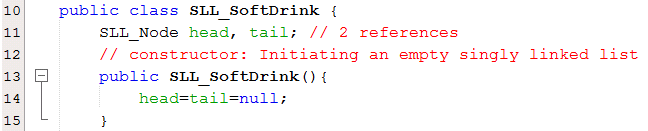 10 public class SLL_SoftDrink {
11 SLL_Node head, tail; // 2 references
12 // constructor: Initiating an empty singly linked list
13 public SLL_SoftDrink(){
14 head=tail=null;
15 }